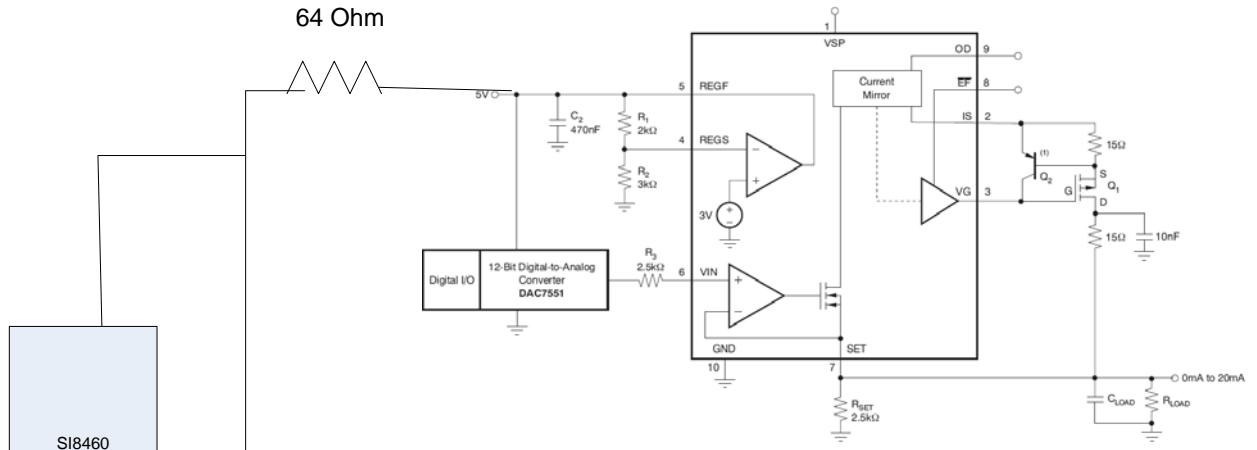 64 Ohm
1
VSP
OD 9
Current
Mirror
EF 8
5V
5 REGF
C2
470nF
R1
2kΩ
IS 2
4 REGS
15Ω
(1)
Q2
R2
3kΩ
S
G Q1
D
VG 3
3V
15Ω
10nF
Digital I/O
12-Bit Digital-to-Analog
Converter
DAC7551
R3
2.5kΩ
6 VIN
GND
SET
10
7
0mA to 20mA
RSET
2.5kΩ
CLOAD
RLOAD
SI8460